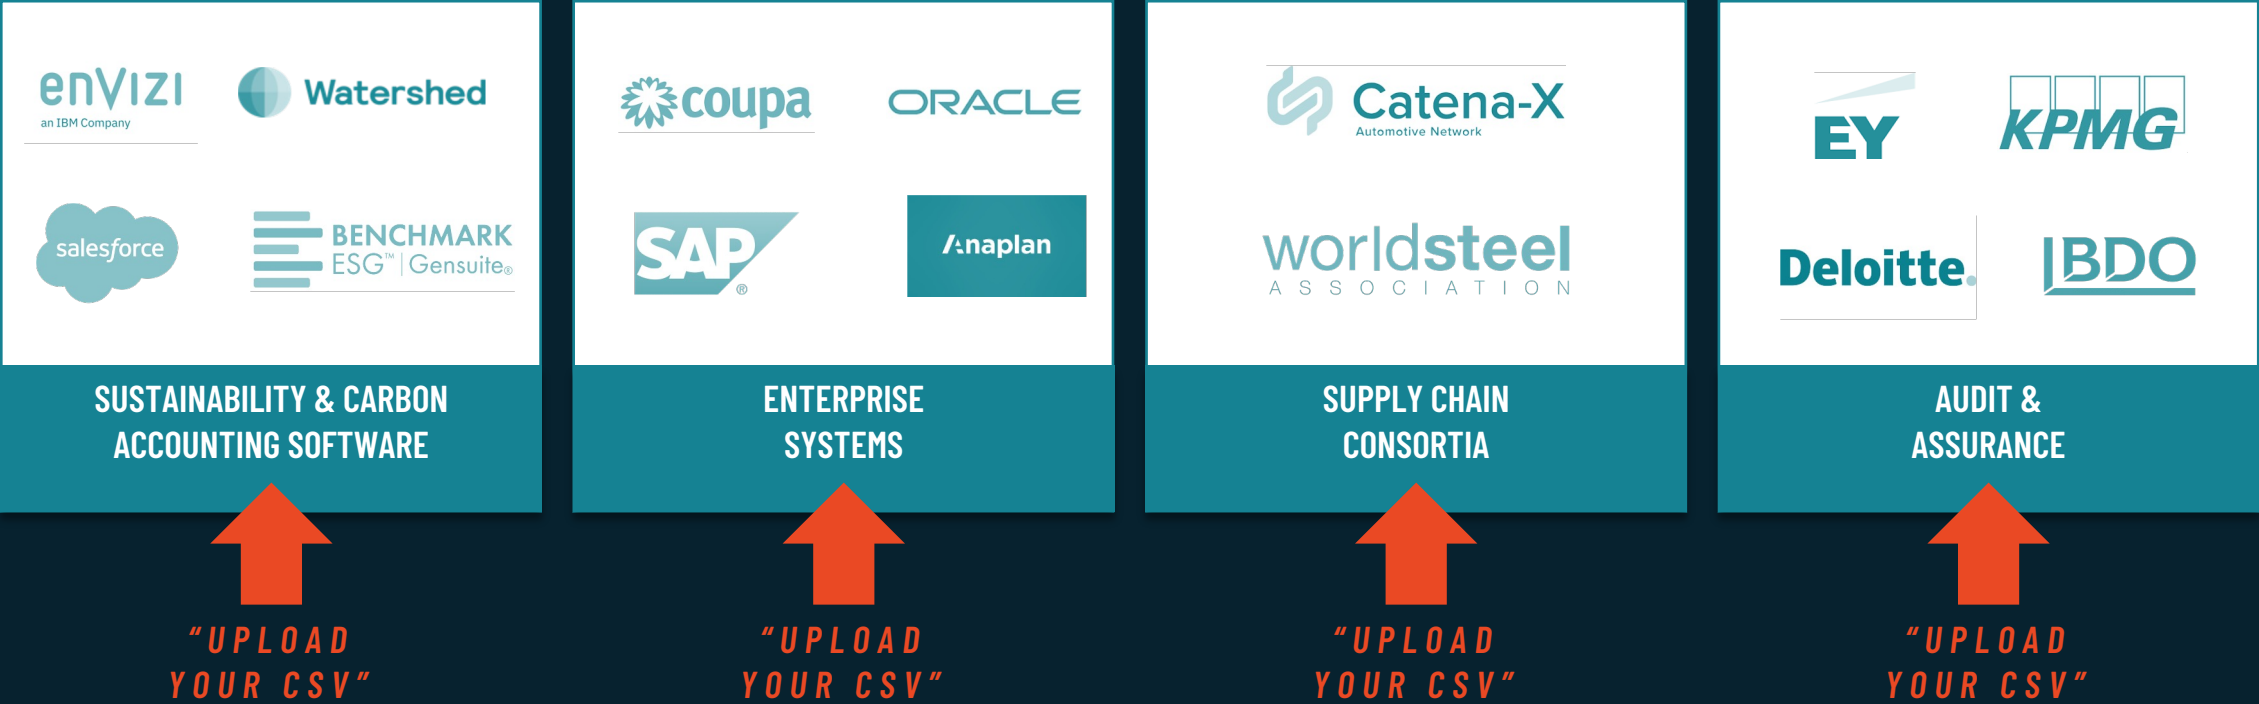 enVIZI
an IBM Company
Watershed
salesforce
BENCHMARK
ESG™ | Gensuite®
SUSTAINABILITY & CARBON
ACCOUNTING SOFTWARE
“UPLOAD
YOUR CSV”
coupa
ORACLE
SAP®
Anaplan
ENTERPRISE
SYSTEMS
“UPLOAD
YOUR CSV”
Catena-X
Automotive Network
worldsteel
ASSOCIATION
SUPPLY CHAIN
CONSORTIA
“UPLOAD
YOUR CSV”
EY
KPMG
Deloitte.
BDO
AUDIT &
ASSURANCE
“UPLOAD
YOUR CSV”